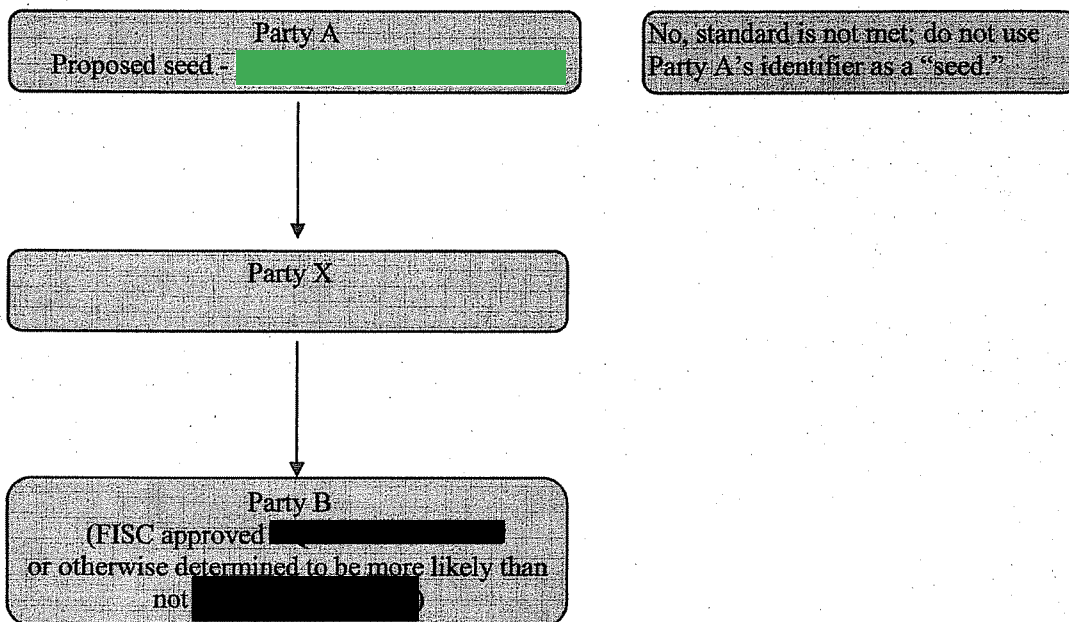 Party A
Proposed seed -
No, standard is not met; do not use
Party A's identifier as a "seed."
Party X
Party B
(FISC approved
or otherwise determined to be more likely than
not )